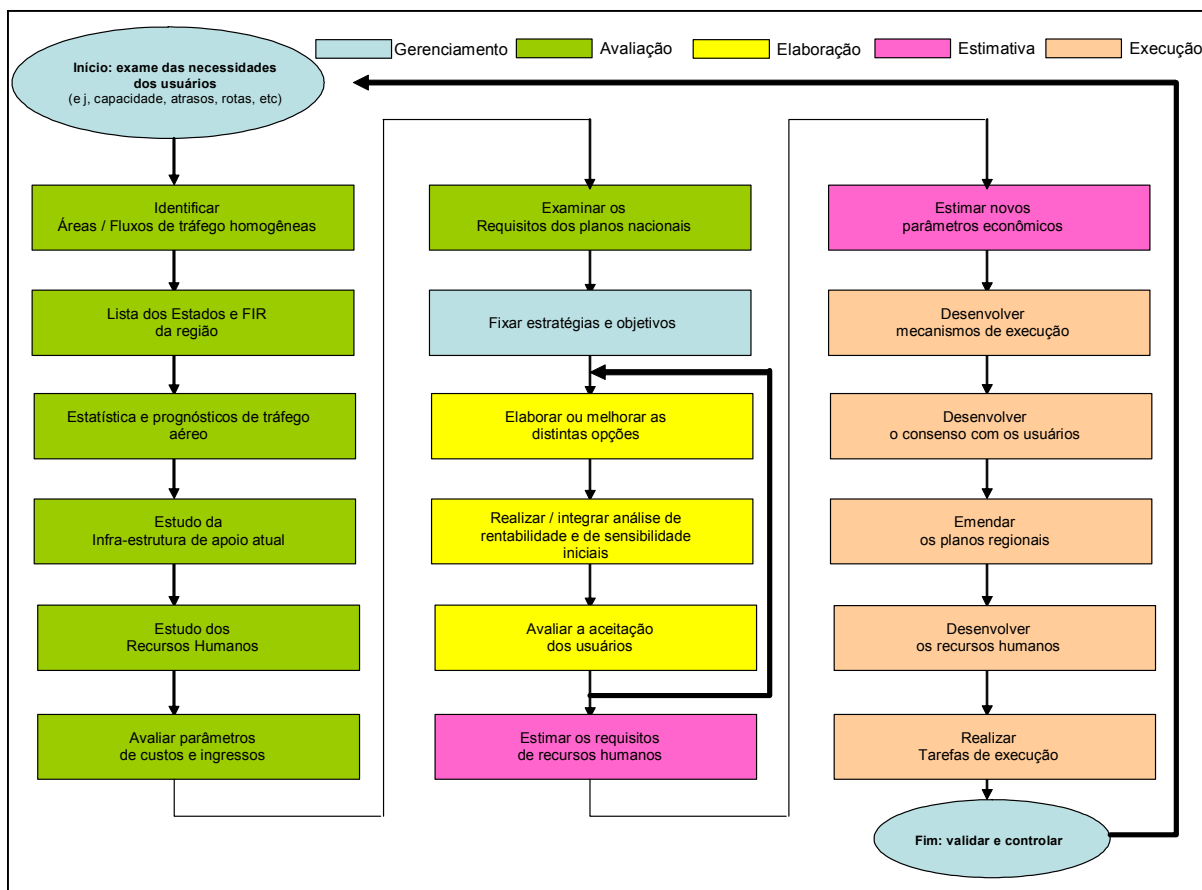 Gerenciamento
Avaliação
Elaboração
Estimativa
Execução
Início: exame das necessidades
dos usuários
(e j, capacidade, atrasos, rotas, etc)
Identificar
Áreas / Fluxos de tráfego homogêneas
Lista dos Estados e FIR
da região
Estatística e prognósticos de tráfego
aéreo
Estudo da
Infra-estrutura de apoio atual
Estudo dos
Recursos Humanos
Avaliar parâmetros
de custos e ingressos
Examinar os
Requisitos dos planos nacionais
Fixar estratégias e objetivos
Elaborar ou melhorar as
distintas opções
Realizar / integrar análise de
rentabilidade e de sensibilidade
iniciais
Avaliar a aceitação
dos usuários
Estimar os requisitos
de recursos humanos
Estimar novos
parâmetros econômicos
Desenvolver
mecanismos de execução
Desenvolver
o consenso com os usuários
Emendar
os planos regionais
Desenvolver
os recursos humanos
Realizar
Tarefas de execução
Fim: validar e controlar